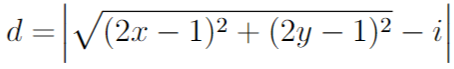 d = |√((2x − 1)² + (2y − 1)²) − i|